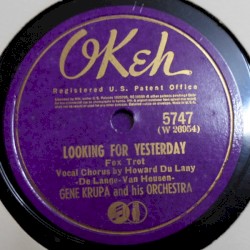 OKeh
Registered U.S. Patent Office
5747
(W 26054)
LOOKING FOR YESTERDAY
Fox Trot
Vocal Chorus by Howard Du Lany
-De Lange-Van Heusen-
GENE KRUPA and his ORCHESTRA